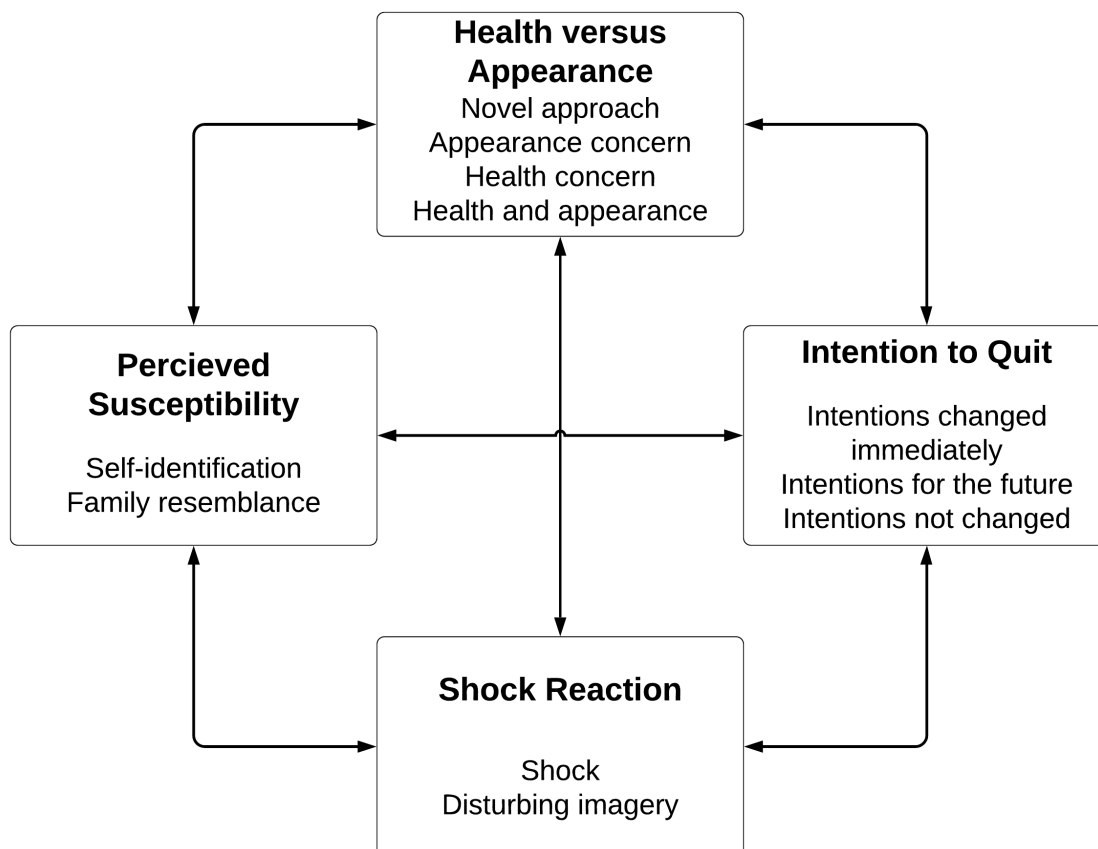 Health versus
Appearance
Novel approach
Appearance concern
Health concern
Health and appearance
Percieved
Susceptibility
Self-identification
Family resemblance
Intention to Quit
Intentions changed
immediately
Intentions for the future
Intentions not changed
Shock Reaction
Shock
Disturbing imagery